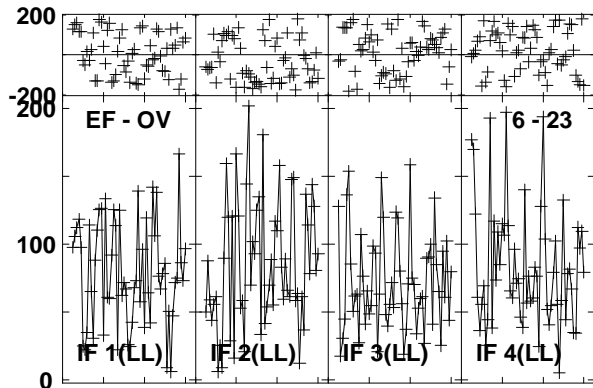 200
-200
200
EF - OV
6 - 23
100
IF 1(LL)
IF 2(LL)
IF 3(LL)
IF 4(LL)
0